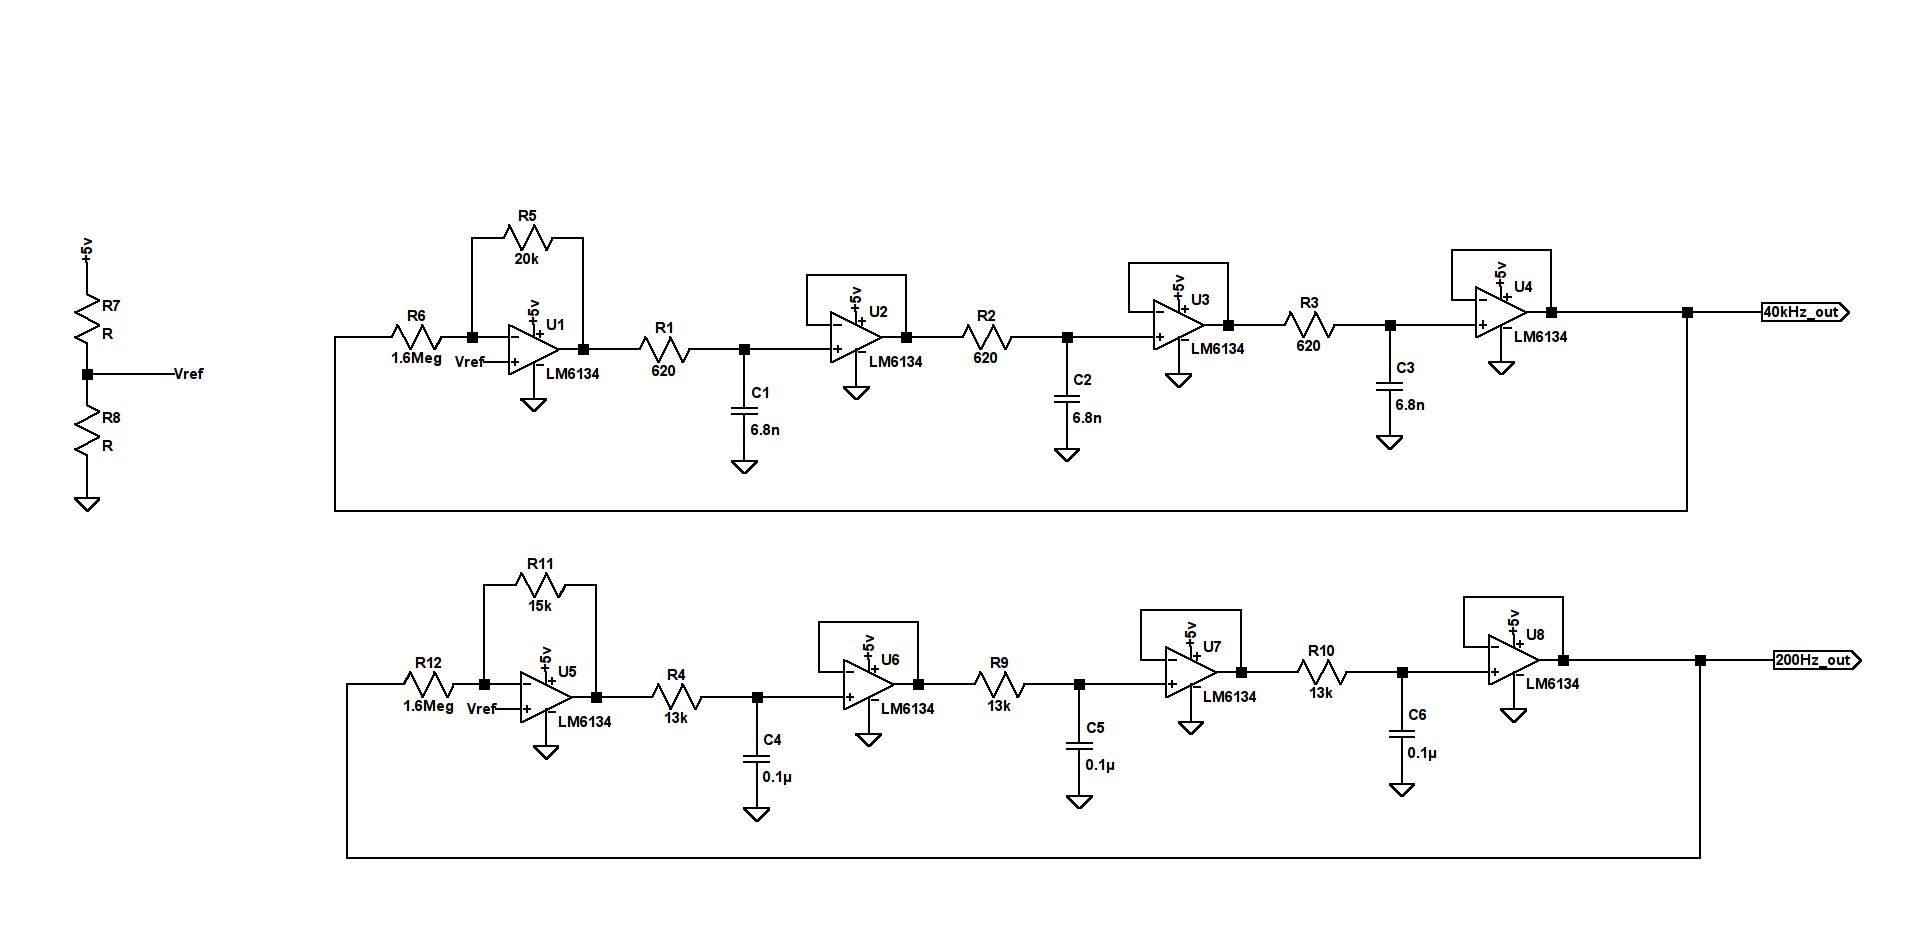 +5v
R7
R
Vref
R8
R
R5
20k
R6
1.6Meg
+5v
U1
Vref
LM6134
R1
620
C1
6.8n
+5v
U2
LM6134
R2
620
C2
6.8n
+5v
U3
LM6134
R3
620
C3
6.8n
+5v
U4
LM6134
40kHz_out
R11
15k
R12
1.6Meg
+5v
U5
Vref
LM6134
R4
13k
C4
0.1µ
+5v
U6
LM6134
R9
13k
C5
0.1µ
+5v
U7
LM6134
R10
13k
C6
0.1µ
+5v
U8
LM6134
200Hz_out